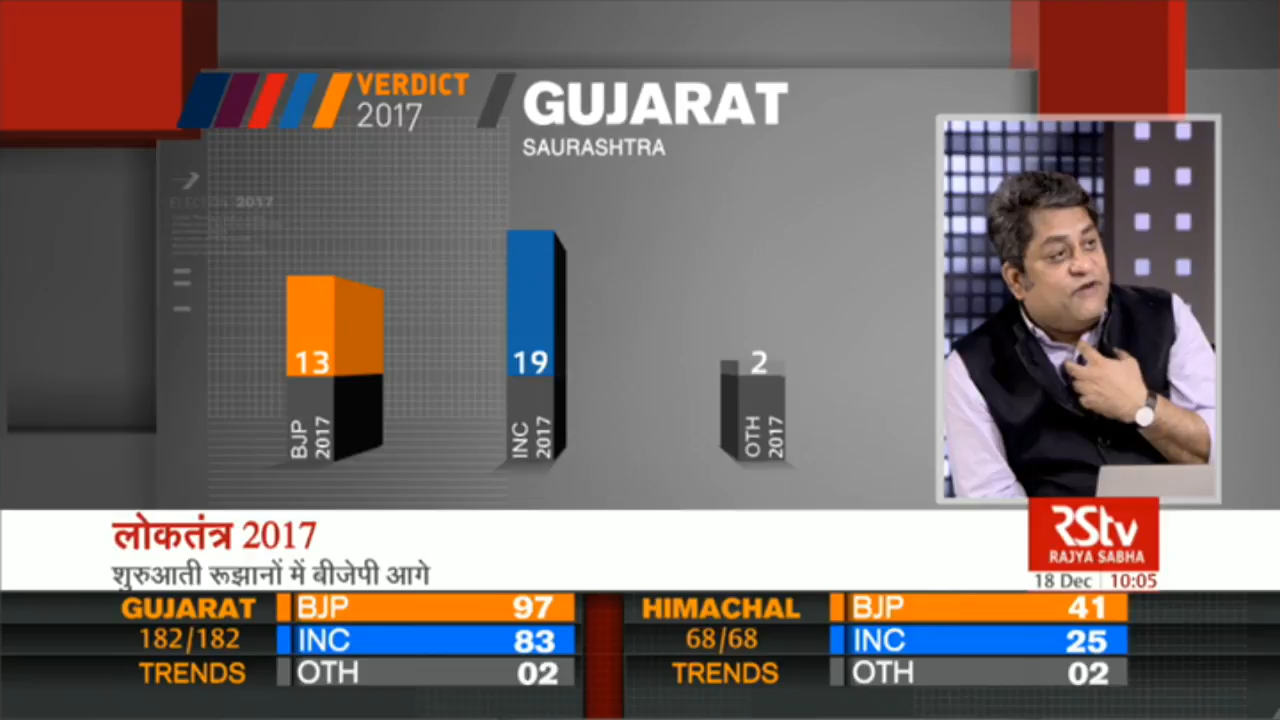 VERDICT
2017
GUJARAT
SAURASHTRA
ELECTION 2017
13
BJP
2017
19
INC
2017
2
OTH
2017
लोकतंत्र 2017
शुरुआती रूझानों में बीजेपी आगे
RStv
RAJYA SABHA
18 Dec 10:05
GUJARAT BJP 97
182/182 INC 83
TRENDS OTH 02
HIMACHAL BJP 41
68/68 INC 25
TRENDS OTH 02